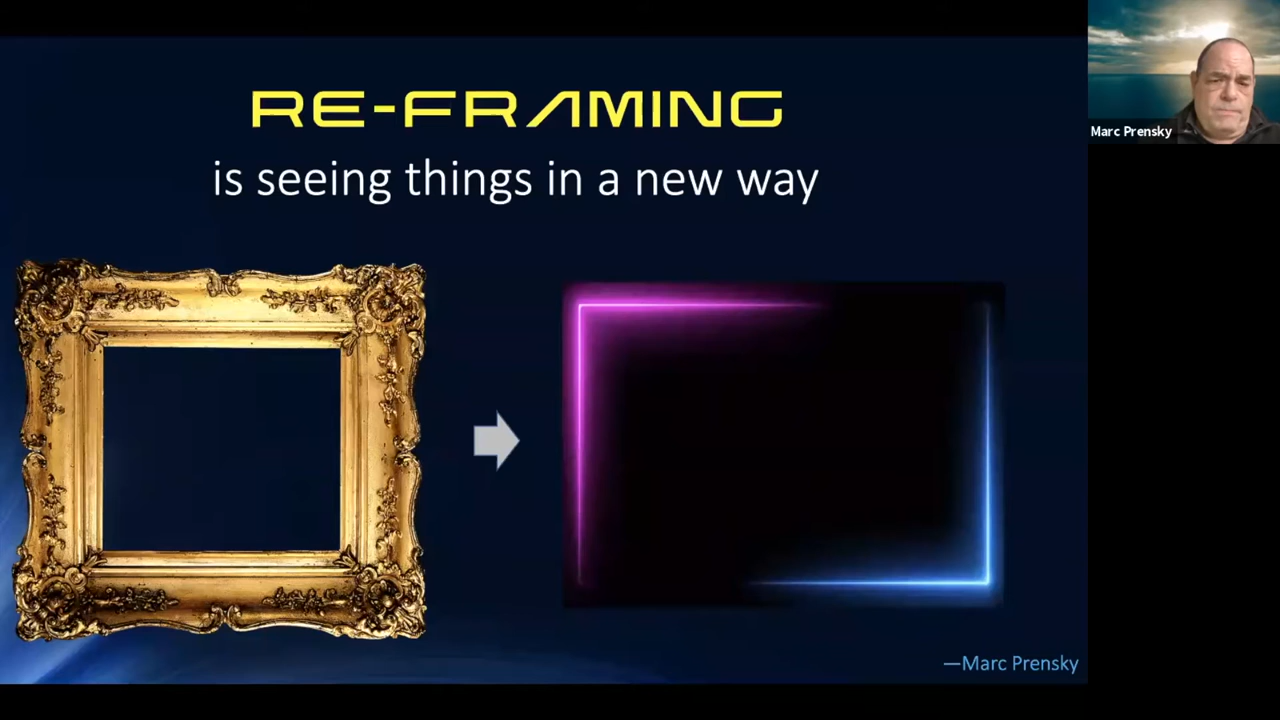 RE-FRAMING
is seeing things in a new way
—Marc Prensky
Marc Prensky